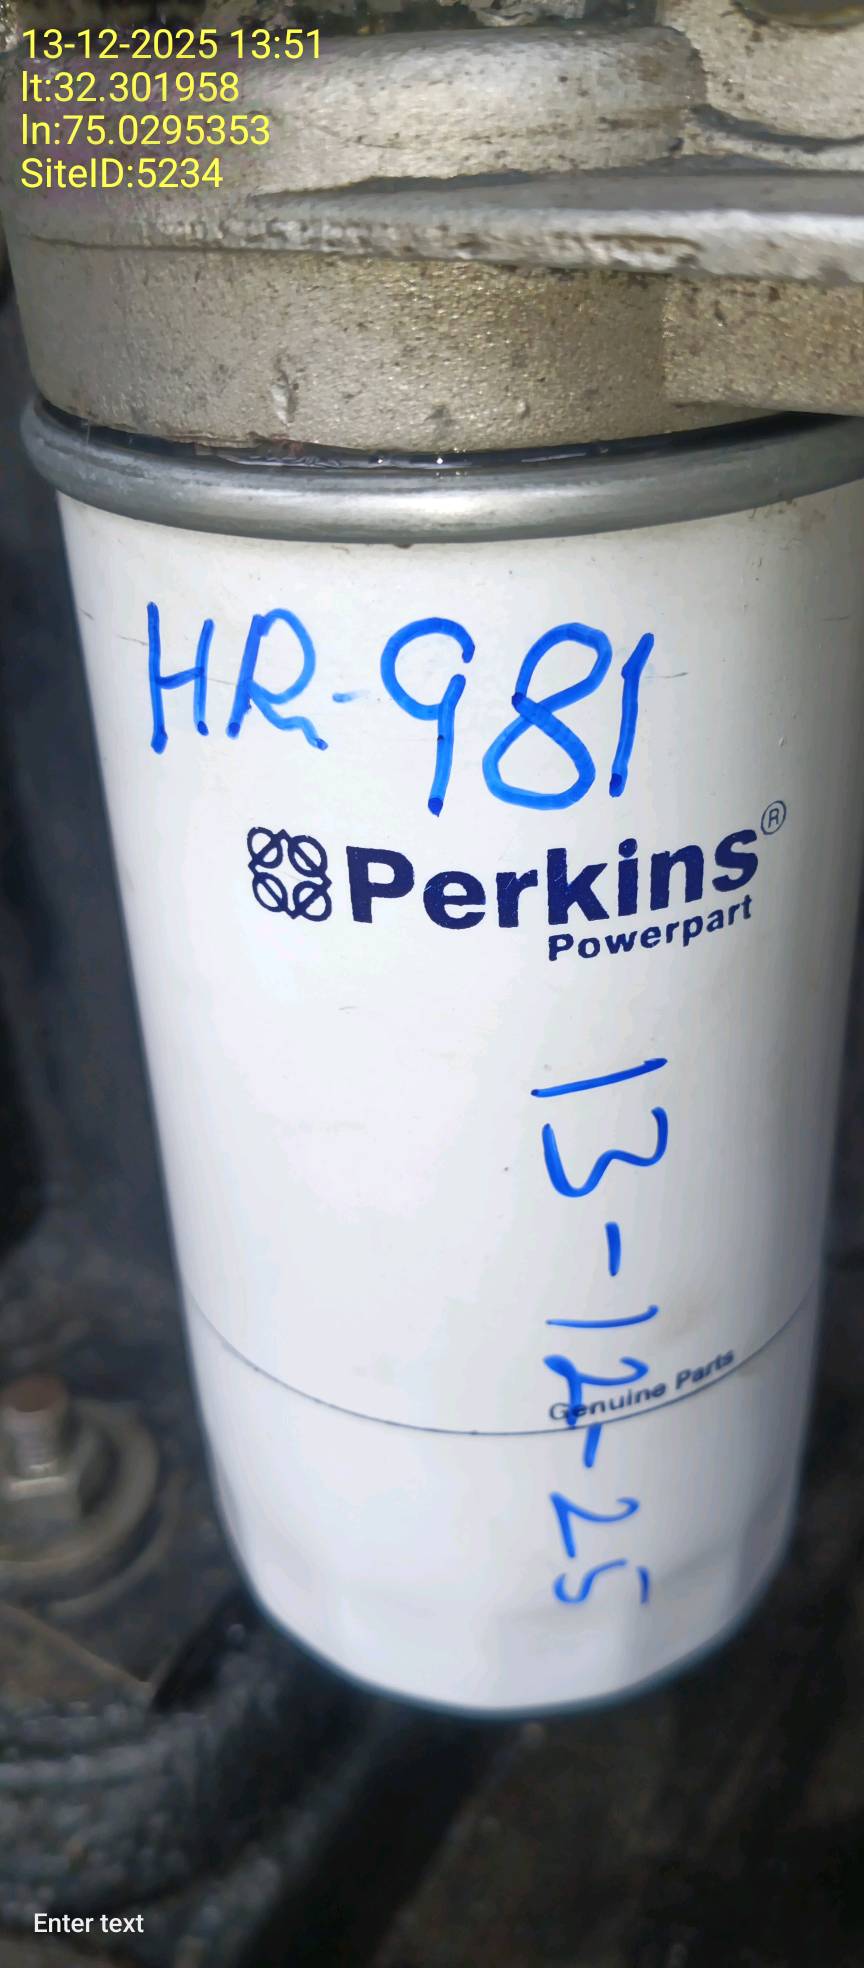 13-12-2025 13:51
lt:32.301958
ln:75.0295353
SiteID:5234
HR-981
Perkins®
Powerpart
13-12-25
Genuine Parts
Enter text